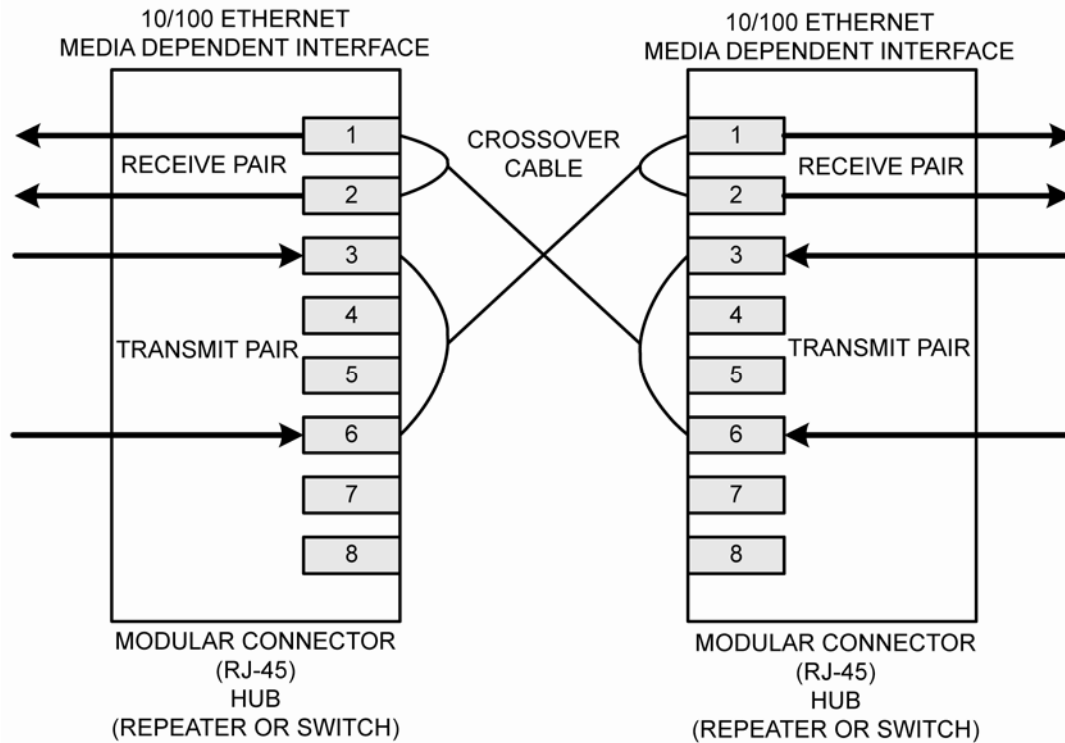 10/100 ETHERNET
MEDIA DEPENDENT INTERFACE
10/100 ETHERNET
MEDIA DEPENDENT INTERFACE
1
RECEIVE PAIR
2
3
4
TRANSMIT PAIR
5
6
7
8
CROSSOVER
CABLE
1
RECEIVE PAIR
2
3
4
TRANSMIT PAIR
5
6
7
8
MODULAR CONNECTOR
(RJ-45)
HUB
(REPEATER OR SWITCH)
MODULAR CONNECTOR
(RJ-45)
HUB
(REPEATER OR SWITCH)